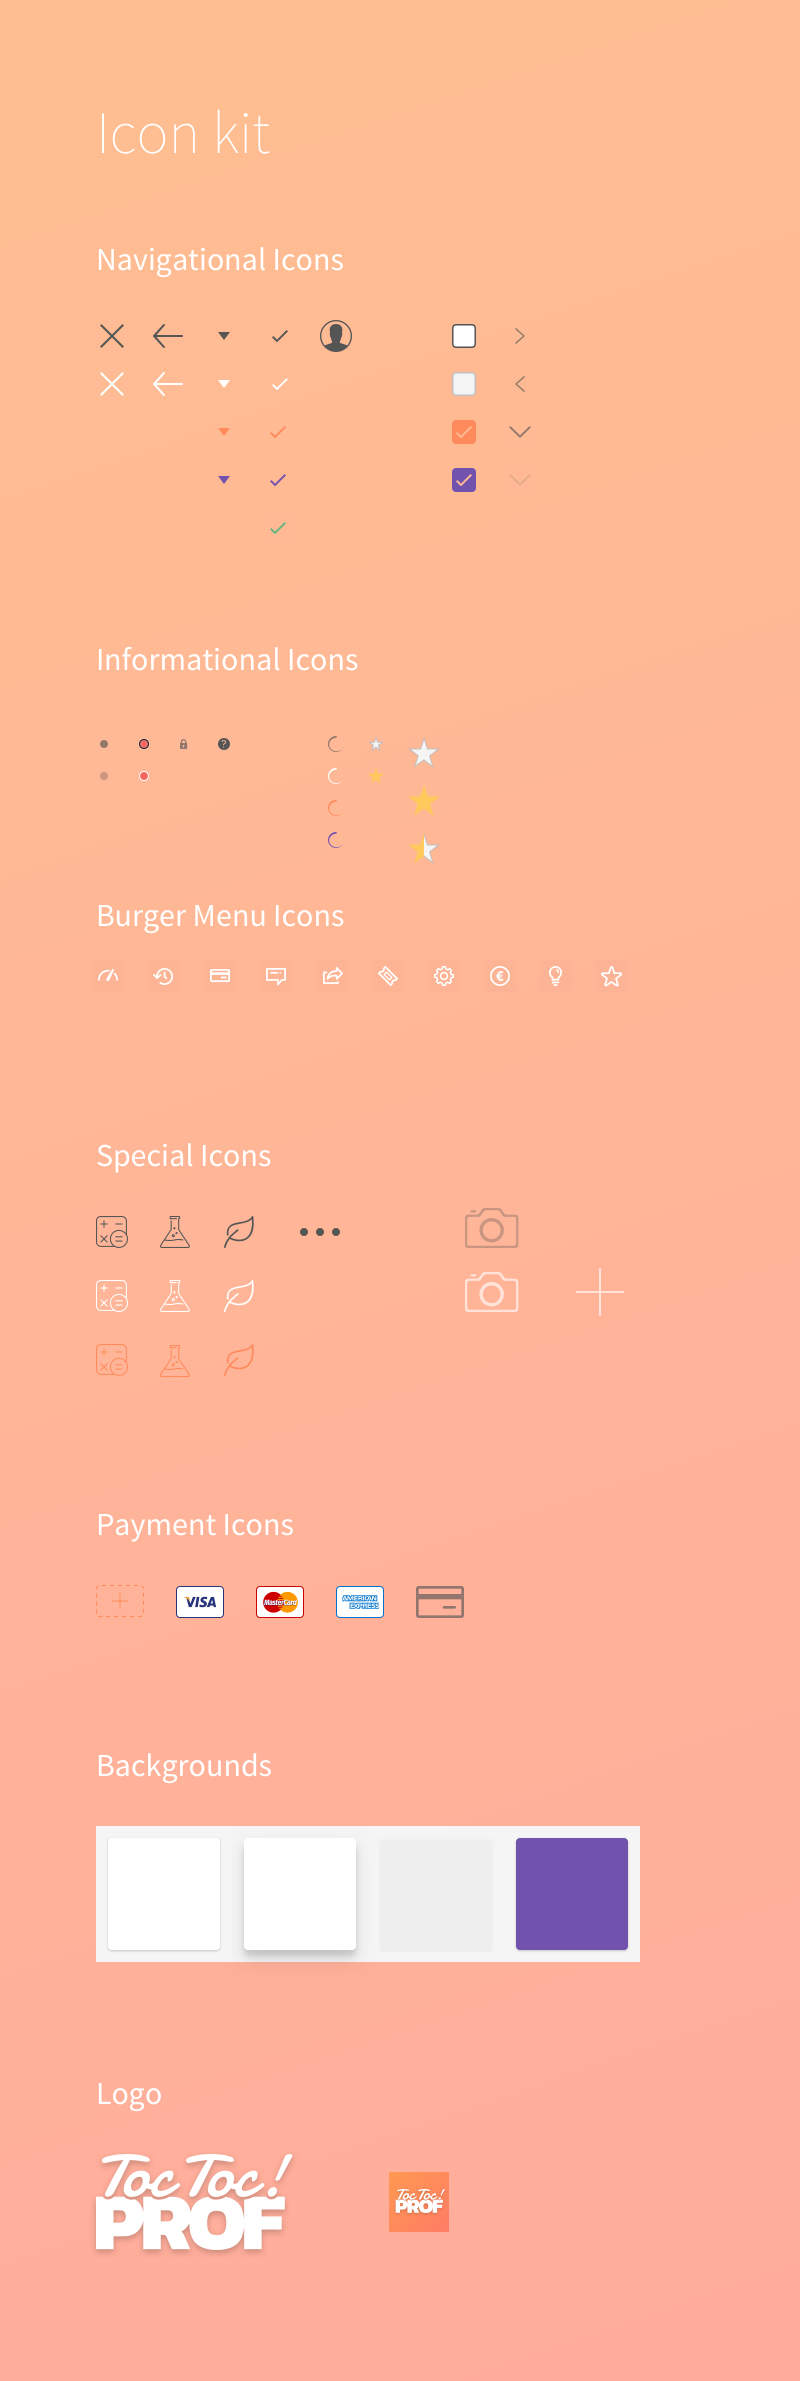 Icon kit
Navigational Icons
Informational Icons
?
Burger Menu Icons
€
Special Icons
Payment Icons
VISA
MasterCard
AMERICAN
EXPRESS
Backgrounds
Logo
Toc Toc!
PROF
Toc Toc!
PROF